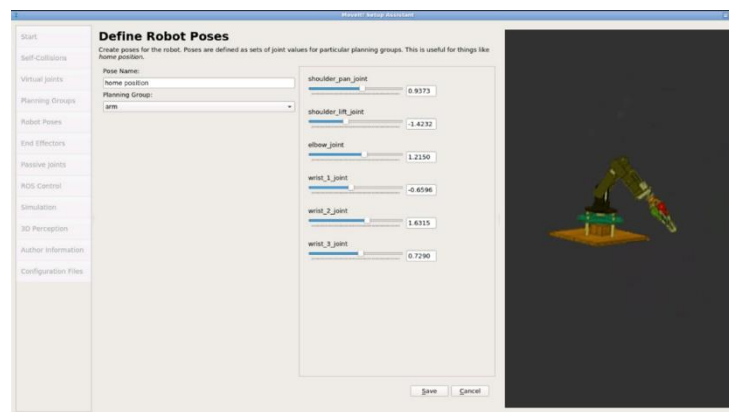 MoveIt! Setup Assistant
Start
Self-Collisions
Virtual Joints
Planning Groups
Robot Poses
End Effectors
Passive Joints
ROS Control
Simulation
3D Perception
Author Information
Configuration Files
Define Robot Poses
Create poses for the robot. Poses are defined as sets of joint values for particular planning groups. This is useful for things like
home position.
Pose Name:
home position
Planning Group:
arm
shoulder_pan_joint
0.9373
shoulder_lift_joint
-1.4232
elbow_joint
1.2150
wrist_1_joint
-0.6596
wrist_2_joint
1.6315
wrist_3_joint
0.7290
Save Cancel